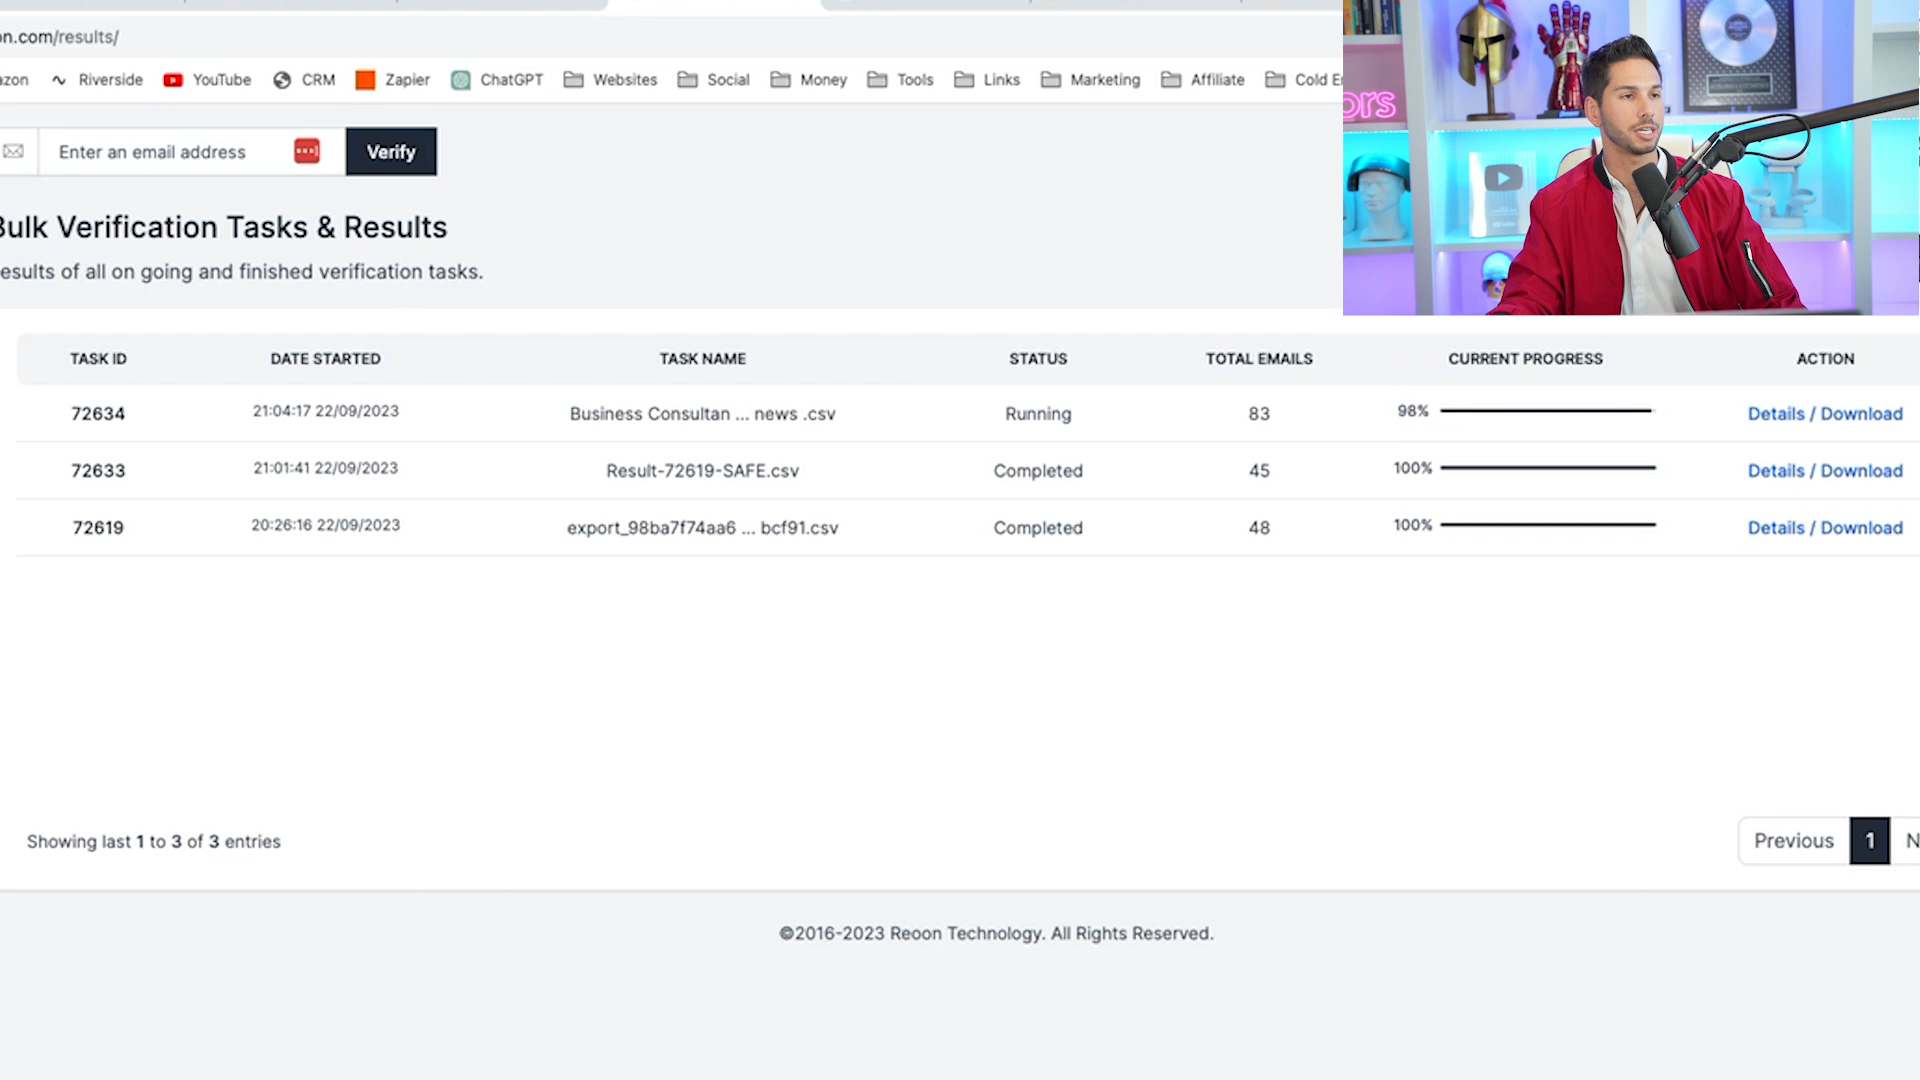 on.com/results/
zon Riverside YouTube CRM Zapier ChatGPT Websites Social Money Tools Links Marketing Affiliate Cold E
Enter an email address Verify
Bulk Verification Tasks & Results
esults of all on going and finished verification tasks.
ors
TASK ID DATE STARTED TASK NAME STATUS TOTAL EMAILS CURRENT PROGRESS ACTION
72634 21:04:17 22/09/2023 Business Consultan ... news .csv Running 83 98% Details / Download
72633 21:01:41 22/09/2023 Result-72619-SAFE.csv Completed 45 100% Details / Download
72619 20:26:16 22/09/2023 export_98ba7f74aa6 ... bcf91.csv Completed 48 100% Details / Download
Showing last 1 to 3 of 3 entries
Previous 1 N
©2016-2023 Reoon Technology. All Rights Reserved.